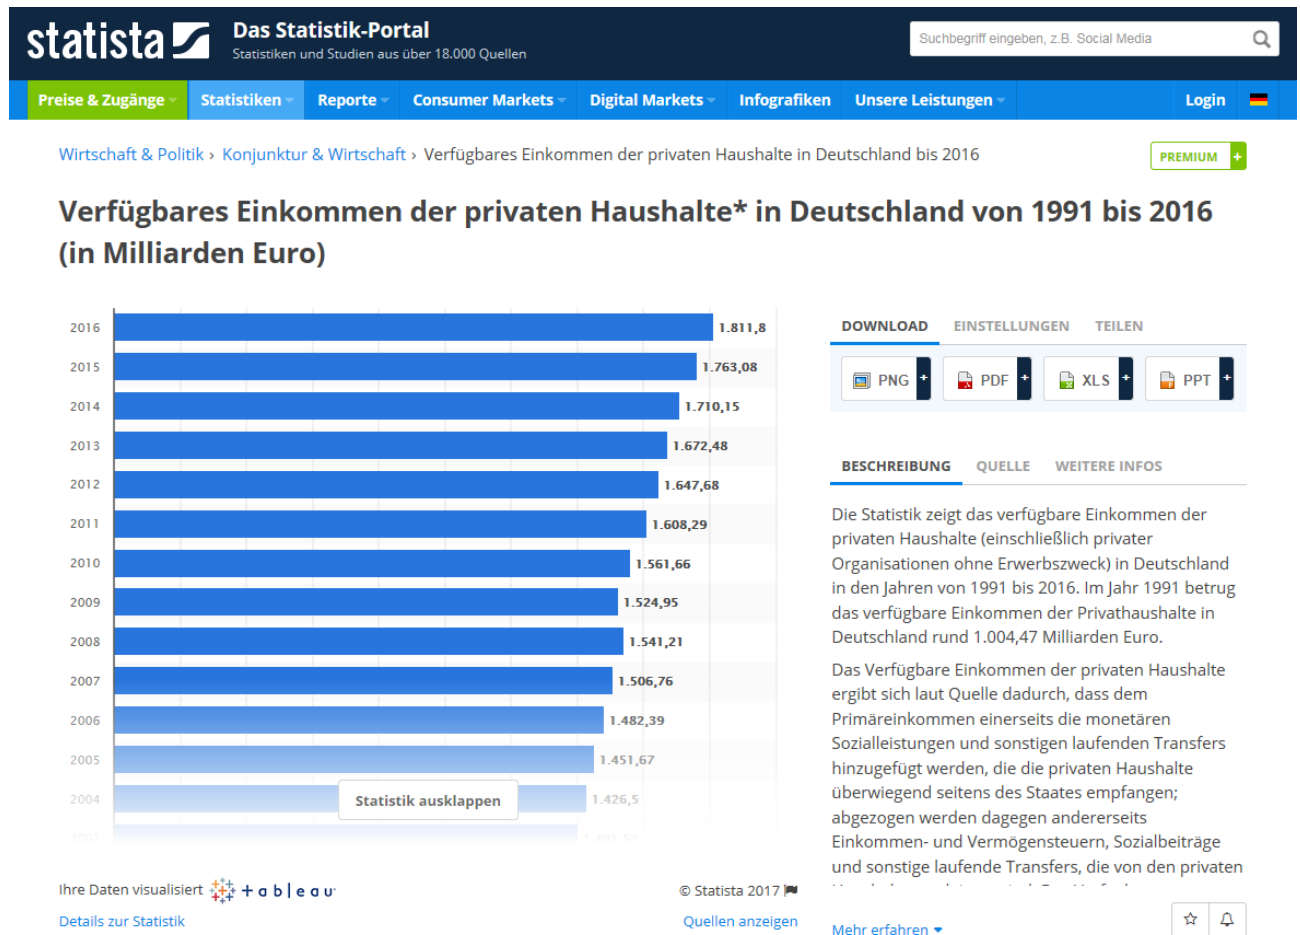 statista
Das Statistik-Portal
Statistiken und Studien aus über 18.000 Quellen
Suchbegriff eingeben, z.B. Social Media
Preise & Zugänge
Statistiken
Reporte
Consumer Markets
Digital Markets
Infografiken
Unsere Leistungen
Login
Wirtschaft & Politik › Konjunktur & Wirtschaft › Verfügbares Einkommen der privaten Haushalte in Deutschland bis 2016
PREMIUM +
Verfügbares Einkommen der privaten Haushalte* in Deutschland von 1991 bis 2016
(in Milliarden Euro)
2016 1.811,8
2015 1.763,08
2014 1.710,15
2013 1.672,48
2012 1.647,68
2011 1.608,29
2010 1.561,66
2009 1.524,95
2008 1.541,21
2007 1.506,76
2006 1.482,39
2005 1.451,67
2004 1.426,5
Statistik ausklappen
Ihre Daten visualisiert + a b l e a u
© Statista 2017
Details zur Statistik
Quellen anzeigen
DOWNLOAD EINSTELLUNGEN TEILEN
PNG + PDF + XLS + PPT +
BESCHREIBUNG QUELLE WEITERE INFOS
Die Statistik zeigt das verfügbare Einkommen der
privaten Haushalte (einschließlich privater
Organisationen ohne Erwerbszweck) in Deutschland
in den Jahren von 1991 bis 2016. Im Jahr 1991 betrug
das verfügbare Einkommen der Privathaushalte in
Deutschland rund 1.004,47 Milliarden Euro.
Das Verfügbare Einkommen der privaten Haushalte
ergibt sich laut Quelle dadurch, dass dem
Primäreinkommen einerseits die monetären
Sozialleistungen und sonstigen laufenden Transfers
hinzugefügt werden, die die privaten Haushalte
überwiegend seitens des Staates empfangen;
abgezogen werden dagegen andererseits
Einkommen- und Vermögensteuern, Sozialbeiträge
und sonstige laufende Transfers, die von den privaten
Mehr erfahren